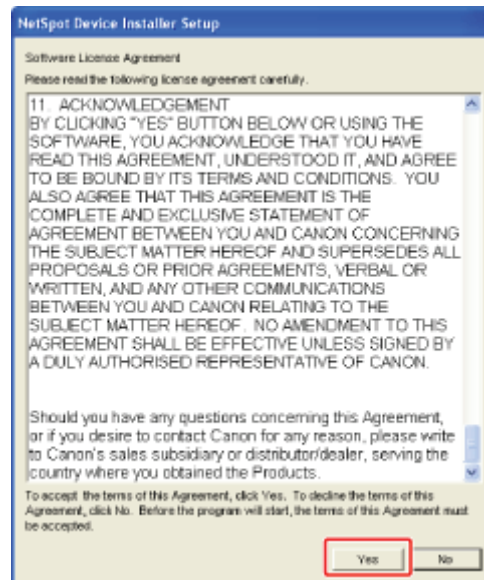 NetSpot Device Installer Setup
Software License Agreement
Please read the following license agreement carefully.
11. ACKNOWLEDGEMENT
BY CLICKING "YES" BUTTON BELOW OR USING THE
SOFTWARE, YOU ACKNOWLEDGE THAT YOU HAVE
READ THIS AGREEMENT, UNDERSTOOD IT, AND AGREE
TO BE BOUND BY ITS TERMS AND CONDITIONS. YOU
ALSO AGREE THAT THIS AGREEMENT IS THE
COMPLETE AND EXCLUSIVE STATEMENT OF
AGREEMENT BETWEEN YOU AND CANON CONCERNING
THE SUBJECT MATTER HEREOF AND SUPERSEDES ALL
PROPOSALS OR PRIOR AGREEMENTS, VERBAL OR
WRITTEN, AND ANY OTHER COMMUNICATIONS
BETWEEN YOU AND CANON RELATING TO THE
SUBJECT MATTER HEREOF. NO AMENDMENT TO THIS
AGREEMENT SHALL BE EFFECTIVE UNLESS SIGNED BY
A DULY AUTHORISED REPRESENTATIVE OF CANON.
Should you have any questions concerning this Agreement,
or if you desire to contact Canon for any reason, please write
to Canon's sales subsidiary or distributor/dealer, serving the
country where you obtained the Products.
To accept the terms of this Agreement, click Yes. To decline the terms of this
Agreement, click No. Before the program will start, the terms of this Agreement must
be accepted.
Yes No